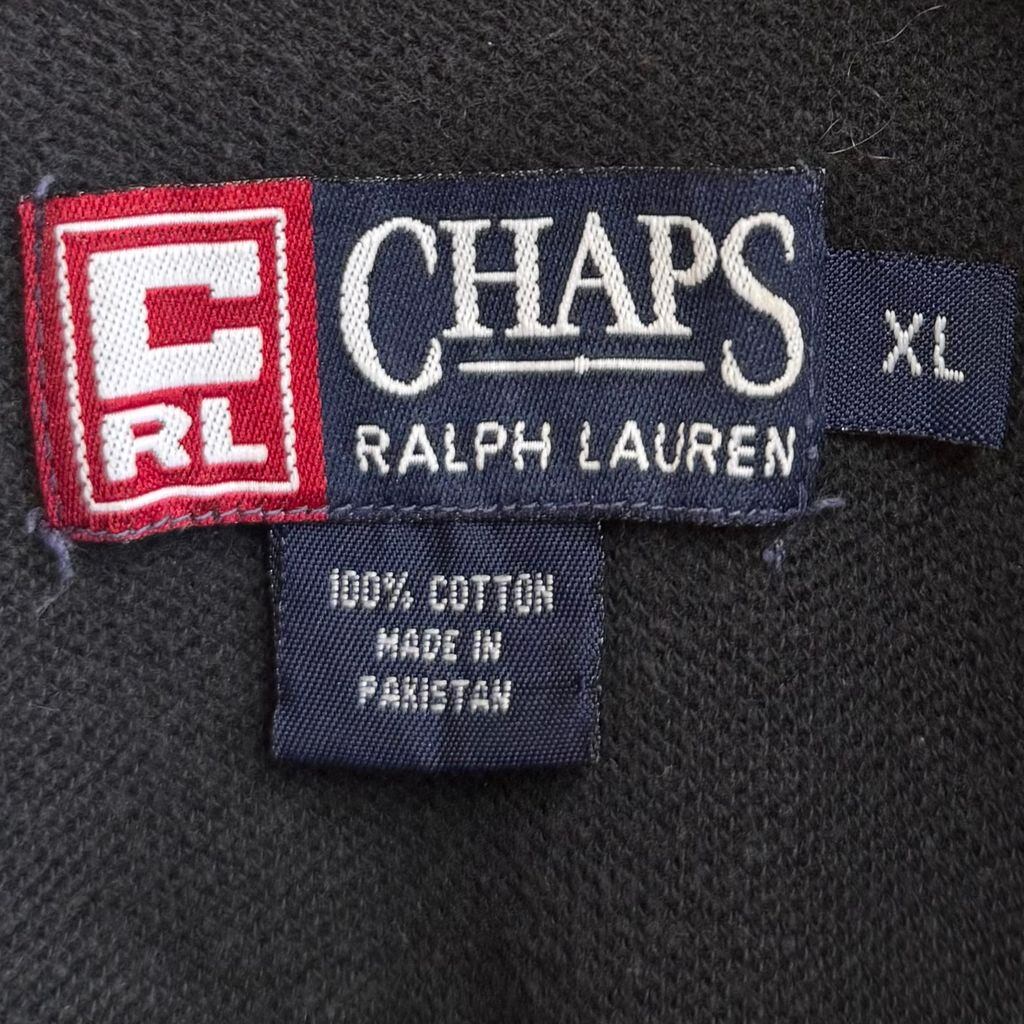 C
RL
CHAPS
RALPH LAUREN
XL
100% COTTON
MADE IN
PAKISTAN